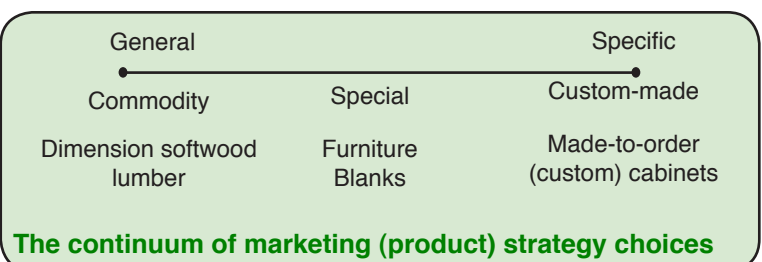 General Specific
Commodity Special Custom-made
Dimension softwood lumber Furniture Blanks Made-to-order (custom) cabinets
The continuum of marketing (product) strategy choices